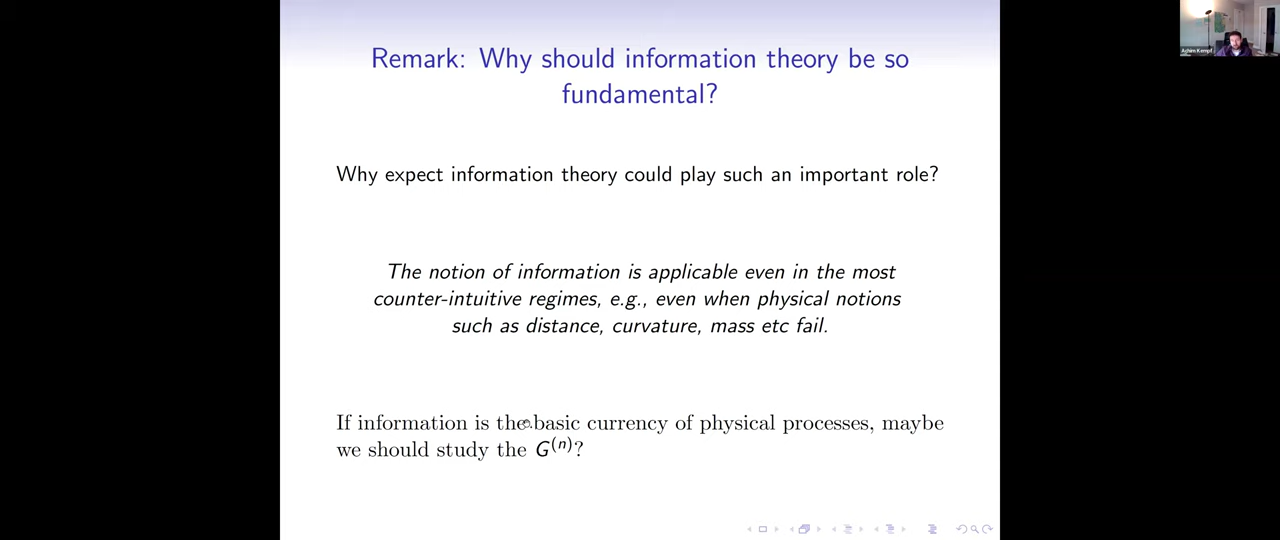 Remark: Why should information theory be so
fundamental?
Achim Kempf
Why expect information theory could play such an important role?
The notion of information is applicable even in the most
counter-intuitive regimes, e.g., even when physical notions
such as distance, curvature, mass etc fail.
If information is the basic currency of physical processes, maybe
we should study the G^(n)?